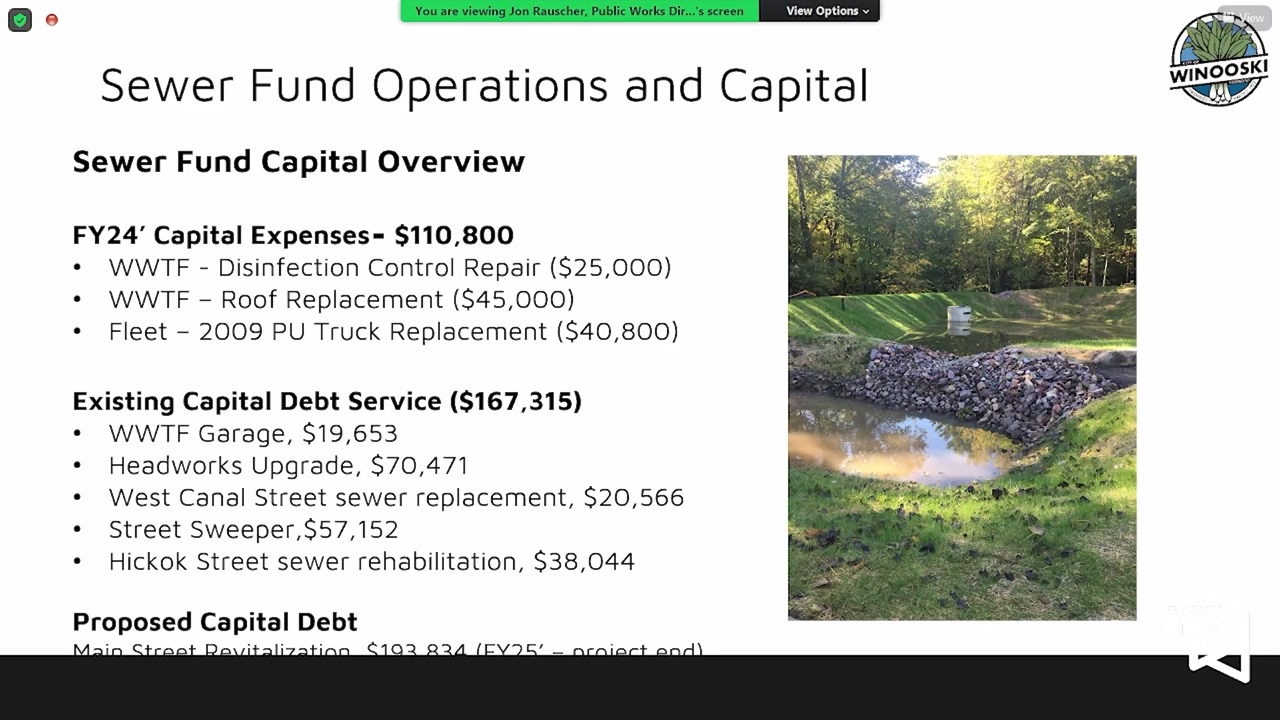 You are viewing Jon Rauscher, Public Works Dir...'s screen
View Options
View
WINOOSKI
Sewer Fund Operations and Capital
Sewer Fund Capital Overview
FY24’ Capital Expenses- $110,800
• WWTF - Disinfection Control Repair ($25,000)
• WWTF – Roof Replacement ($45,000)
• Fleet – 2009 PU Truck Replacement ($40,800)
Existing Capital Debt Service ($167,315)
• WWTF Garage, $19,653
• Headworks Upgrade, $70,471
• West Canal Street sewer replacement, $20,566
• Street Sweeper,$57,152
• Hickok Street sewer rehabilitation, $38,044
Proposed Capital Debt
Main Street Revitalization, $193,834 (FY25’ – project end)